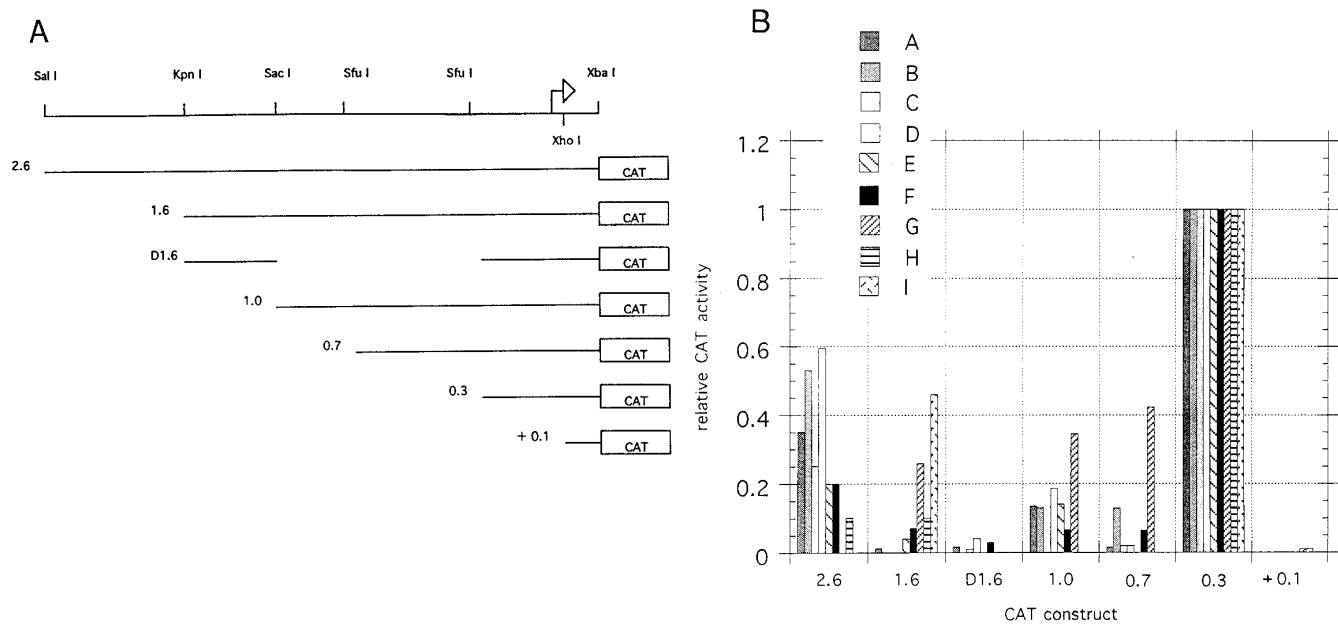 A
Sal I
Kpn I
Sac I
Sfu I
Sfu I
Xba I
Xho I
2.6
CAT
1.6
CAT
D1.6
CAT
1.0
CAT
0.7
CAT
0.3
CAT
+ 0.1
CAT
B
A
B
C
D
E
F
G
H
I
relative CAT activity
1.2
1
0.8
0.6
0.4
0.2
0
2.6
1.6
D1.6
1.0
0.7
0.3
+ 0.1
CAT construct